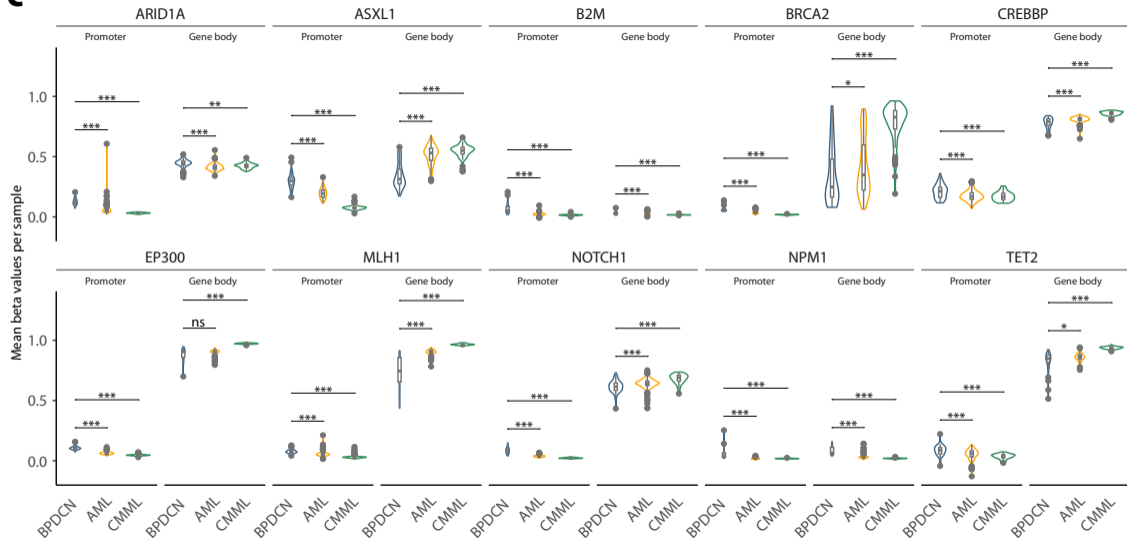 C
ARID1A ASXL1 B2M BRCA2 CREBBP
Promoter Gene body Promoter Gene body Promoter Gene body Promoter Gene body Promoter Gene body
Mean beta values per sample
1.0
0.5
0.0
*** *** *** ** *** *** *** *** *** *** *** *** *** *** * *** *** *** *** ***
EP300 MLH1 NOTCH1 NPM1 TET2
Promoter Gene body Promoter Gene body Promoter Gene body Promoter Gene body Promoter Gene body
1.0
0.5
0.0
*** *** ns *** *** *** *** *** *** *** *** *** *** *** *** *** *** *** * ***
BPDCN AML CMML BPDCN AML CMML BPDCN AML CMML BPDCN AML CMML BPDCN AML CMML BPDCN AML CMML BPDCN AML CMML BPDCN AML CMML BPDCN AML CMML BPDCN AML CMML